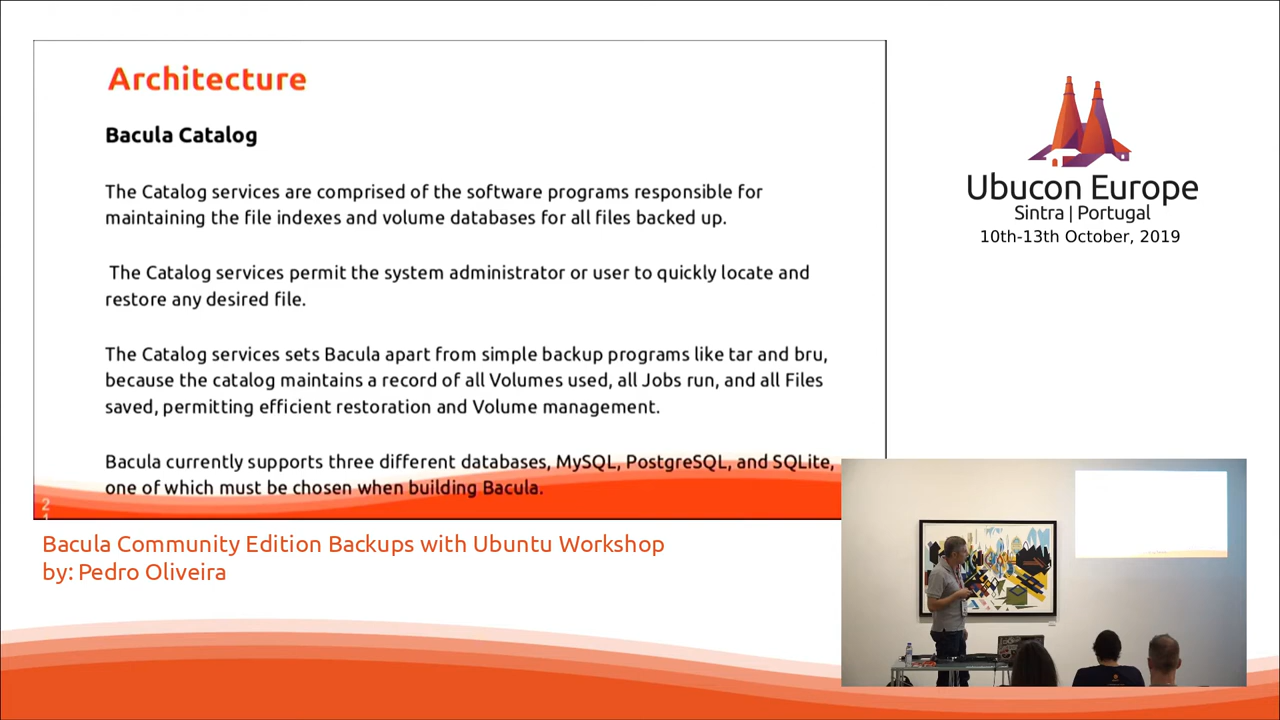 Architecture
Bacula Catalog
The Catalog services are comprised of the software programs responsible for
maintaining the file indexes and volume databases for all files backed up.
The Catalog services permit the system administrator or user to quickly locate and
restore any desired file.
The Catalog services sets Bacula apart from simple backup programs like tar and bru,
because the catalog maintains a record of all Volumes used, all Jobs run, and all Files
saved, permitting efficient restoration and Volume management.
Bacula currently supports three different databases, MySQL, PostgreSQL, and SQLite,
one of which must be chosen when building Bacula.
2
1
Bacula Community Edition Backups with Ubuntu Workshop
by: Pedro Oliveira
Ubucon Europe
Sintra | Portugal
10th-13th October, 2019